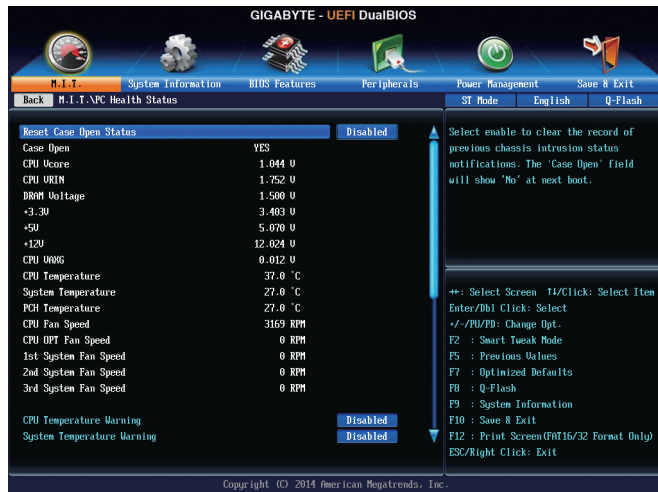 GIGABYTE - UEFI DualBIOS
M.I.T. System Information BIOS Features Peripherals Power Management Save & Exit
Back M.I.T.\PC Health Status ST Mode English Q-Flash
Reset Case Open Status Disabled
Case Open YES
CPU Vcore 1.044 V
CPU VRIN 1.752 V
DRAM Voltage 1.500 V
+3.3V 3.403 V
+5V 5.070 V
+12V 12.024 V
CPU VAXG 0.012 V
CPU Temperature 37.0 °C
System Temperature 27.0 °C
PCH Temperature 27.0 °C
CPU Fan Speed 3169 RPM
CPU OPT Fan Speed 0 RPM
1st System Fan Speed 0 RPM
2nd System Fan Speed 0 RPM
3rd System Fan Speed 0 RPM
CPU Temperature Warning Disabled
System Temperature Warning Disabled
Select enable to clear the
record of
previous chassis intrusion status
notifications. The 'Case Open' field
will show 'No' at next boot.
↔: Select Screen ↑↓/Click: Select Item
Enter/Dbl Click: Select
+/-/PU/PD: Change Opt.
F2 : Smart Tweak Mode
F5 : Previous Values
F7 : Optimized Defaults
F8 : Q-Flash
F9 : System Information
F10 : Save & Exit
F12 : Print Screen(FAT16/32 Format Only)
ESC/Right Click: Exit
Copyright (C) 2014 American Megatrends, Inc.